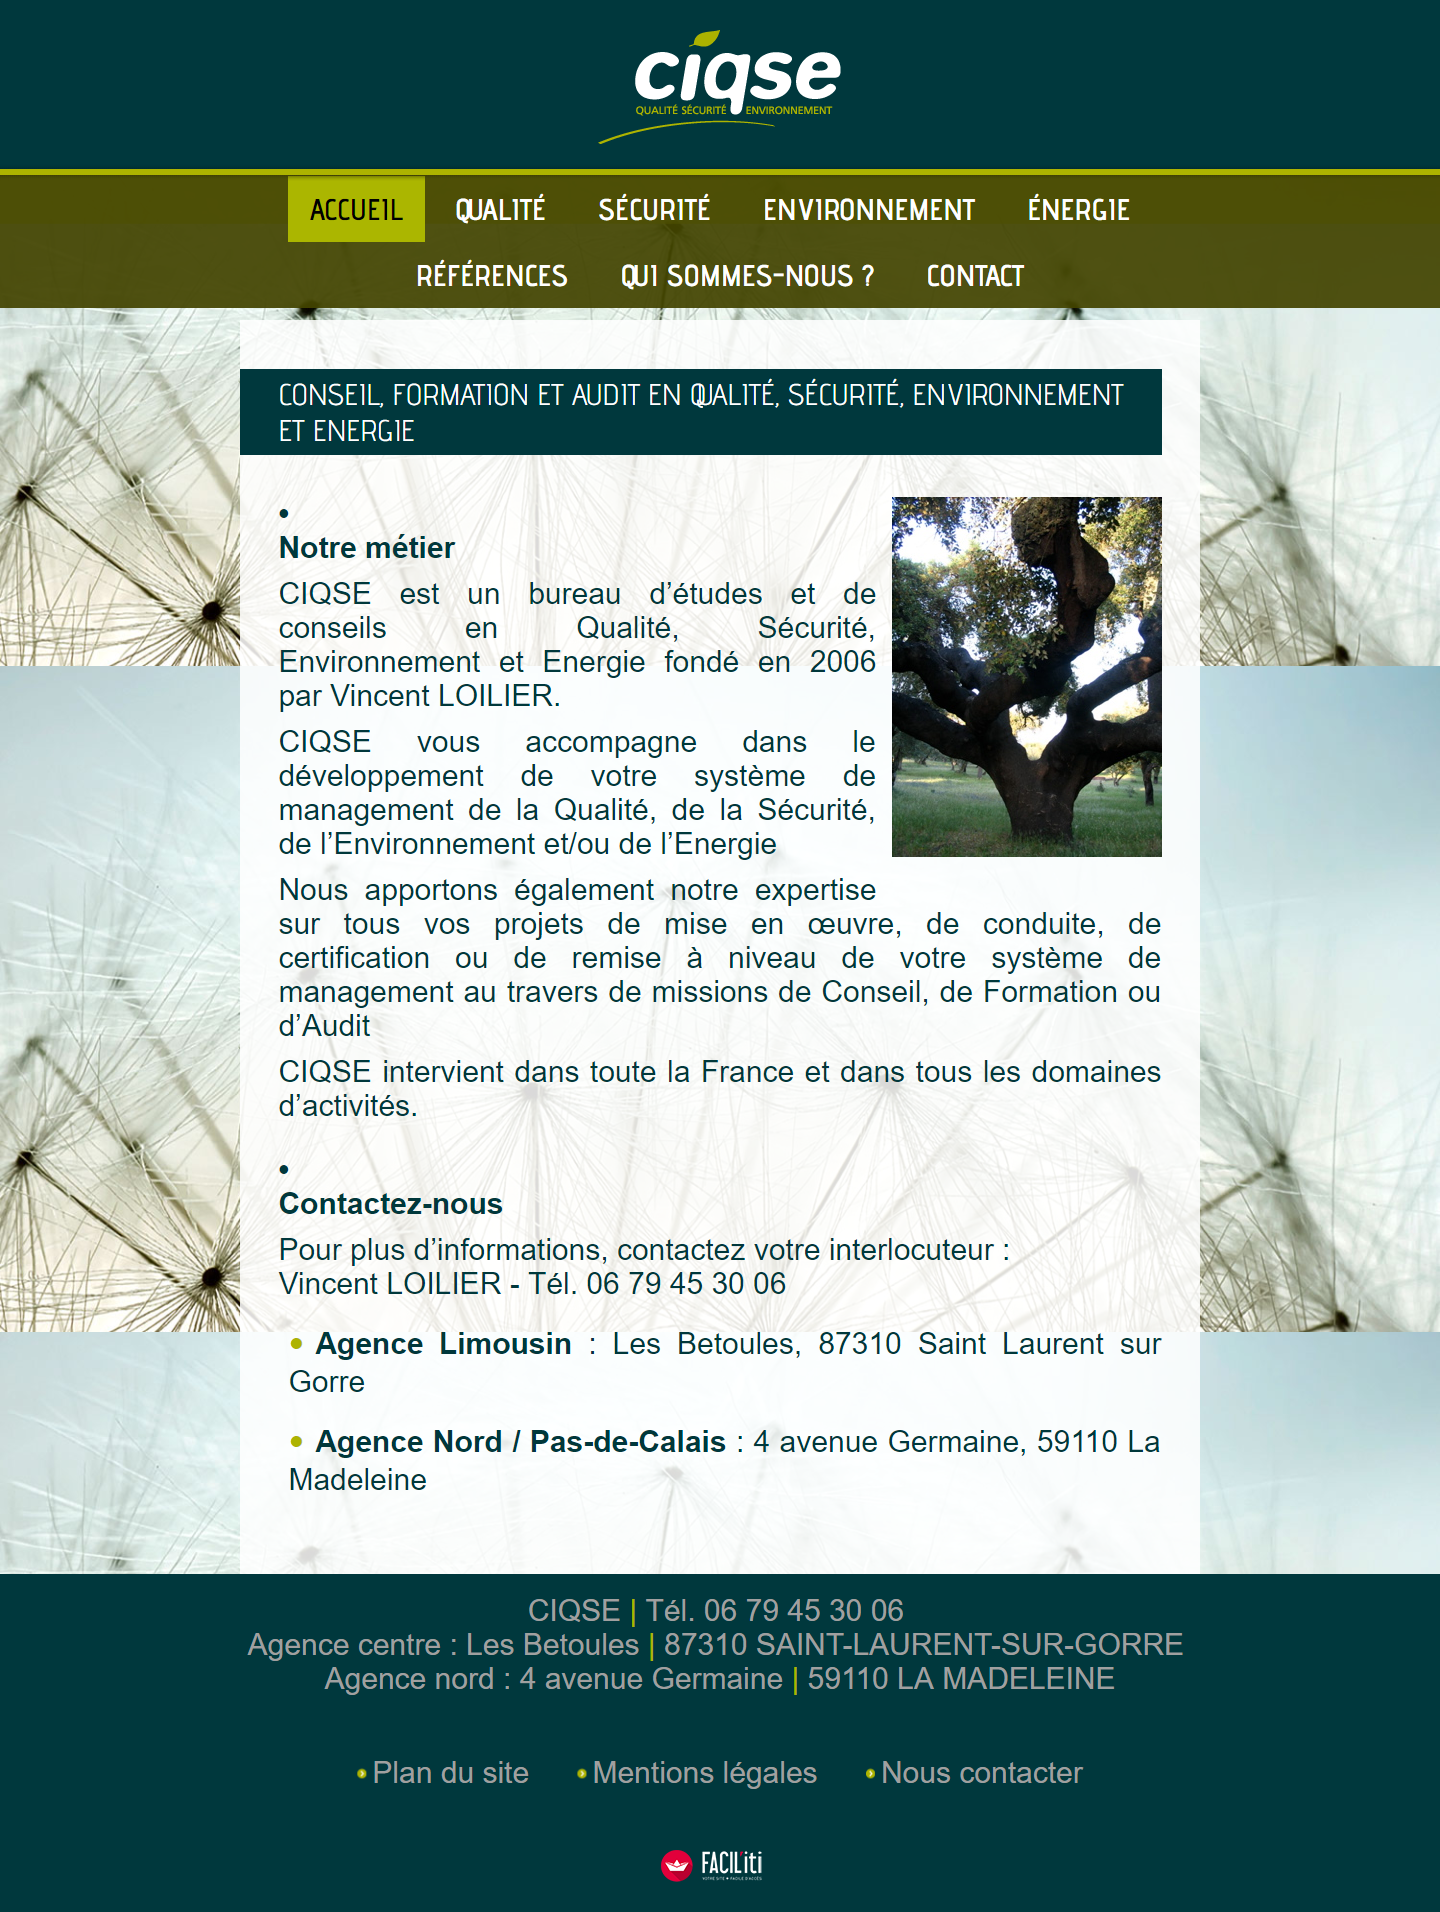 ciqse
QUALITÉ SÉCURITÉ ENVIRONNEMENT
ACCUEIL QUALITÉ SÉCURITÉ ENVIRONNEMENT ÉNERGIE
RÉFÉRENCES QUI SOMMES-NOUS ? CONTACT
CONSEIL, FORMATION ET AUDIT EN QUALITÉ, SÉCURITÉ, ENVIRONNEMENT
ET ENERGIE
•
Notre métier
CIQSE est un bureau d’études et de
conseils en Qualité, Sécurité,
Environnement et Energie fondé en 2006
par Vincent LOILIER.
CIQSE vous accompagne dans le
développement de votre système de
management de la Qualité, de la Sécurité,
de l’Environnement et/ou de l’Energie
Nous apportons également notre expertise
sur tous vos projets de mise en œuvre, de conduite, de
certification ou de remise à niveau de votre système de
management au travers de missions de Conseil, de Formation ou
d’Audit
CIQSE intervient dans toute la France et dans tous les domaines
d’activités.
•
Contactez-nous
Pour plus d’informations, contactez votre interlocuteur :
Vincent LOILIER - Tél. 06 79 45 30 06
• Agence Limousin : Les Betoules, 87310 Saint Laurent sur
Gorre
• Agence Nord / Pas-de-Calais : 4 avenue Germaine, 59110 La
Madeleine
CIQSE | Tél. 06 79 45 30 06
Agence centre : Les Betoules | 87310 SAINT-LAURENT-SUR-GORRE
Agence nord : 4 avenue Germaine | 59110 LA MADELEINE
Plan du site Mentions légales Nous contacter
FACIL'iti
VOTRE SITE + FACILE D'ACCÈS